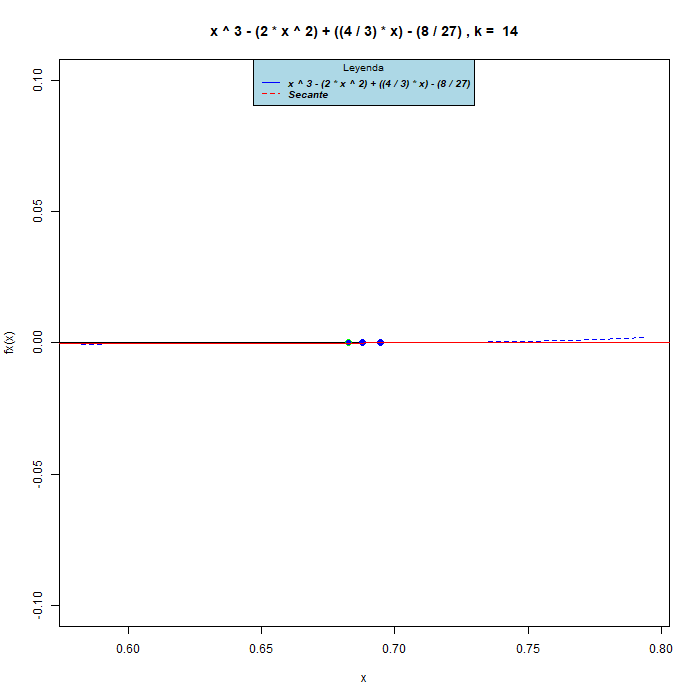 x ^ 3 - (2 * x ^ 2) + ((4 / 3) * x) - (8 / 27) , k = 14
Leyenda
x ^ 3 - (2 * x ^ 2) + ((4 / 3) * x) - (8 / 27)
Secante
0.10
0.05
0.00
-0.05
-0.10
fx(x)
0.60
0.65
0.70
0.75
0.80
x